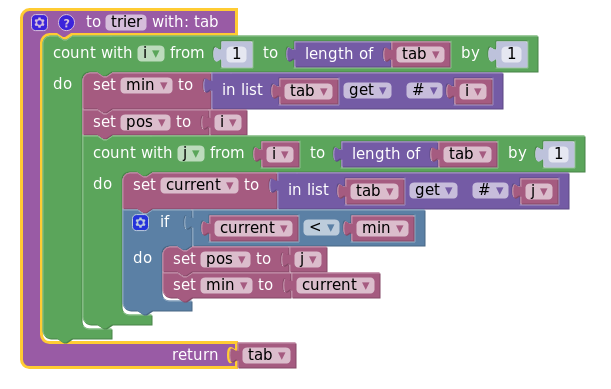 ? to trier with: tab
count with i from 1 to length of tab by 1
do set min to in list tab get # i
set pos to i
count with j from i to length of tab by 1
do set current to in list tab get # j
if current < min
do set pos to j
set min to current
return tab